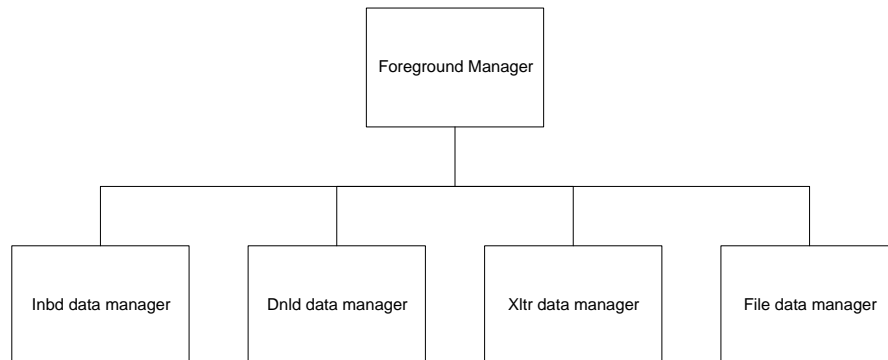 Foreground Manager
Inbd data manager
Dnld data manager
Xltr data manager
File data manager